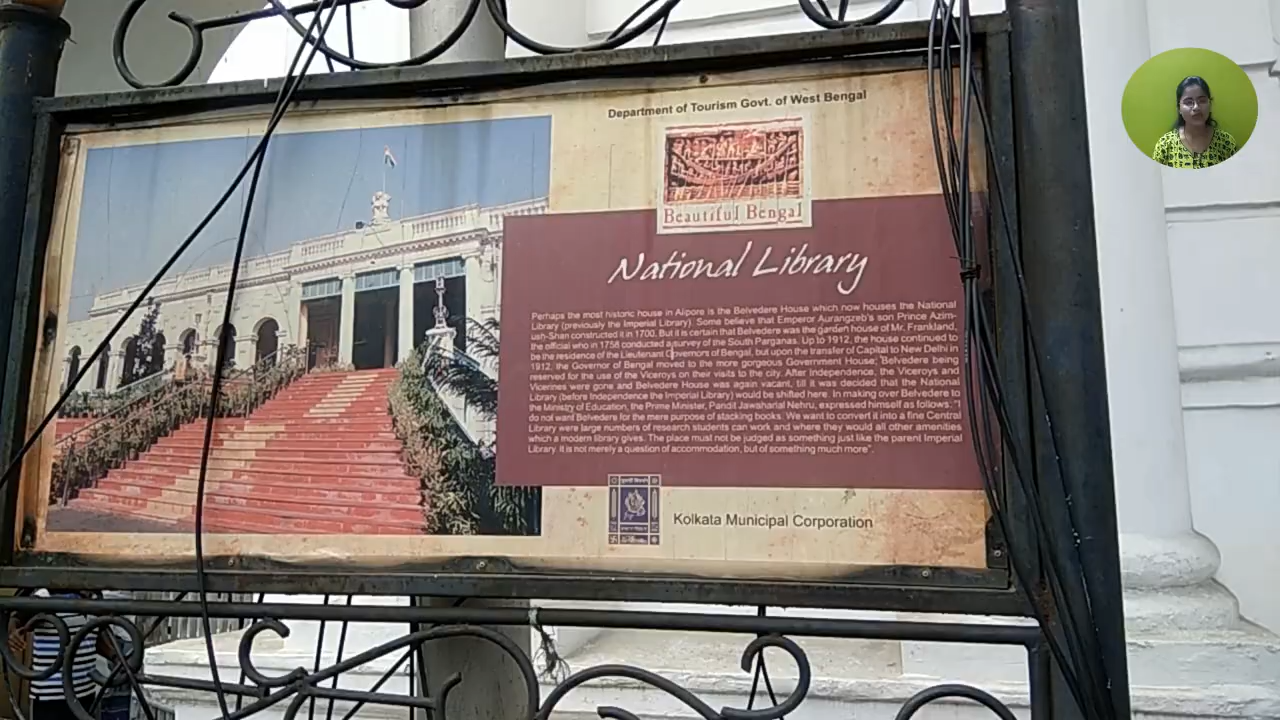 Department of Tourism Govt. of West Bengal
Beautiful Bengal
National Library
Perhaps the most historic house in Alipore is the Belvedere House which now houses the National
Library (previously the Imperial Library). Some believe that Emperor Aurangzeb's son Prince Azim-
ush-Shan constructed it in 1700. But it is certain that Belvedere was the garden house of Mr. Frankland,
the official who in 1758 conducted a survey of the South Parganas. Up to 1912, the house continued to
be the residence of the Lieutenant Governors of Bengal, but upon the transfer of Capital to New Delhi in
1912, the Governor of Bengal moved to the more gorgeous Government House; 'Belvedere' being
reserved for the use of the Viceroys on their visits to the city. After Independence, the Viceroys and
Vicerines were gone and Belvedere House was again vacant, till it was decided that the National
Library (before Independence the Imperial Library) would be shifted here. In making over Belvedere to
the Ministry of Education, the Prime Minister, Pandit Jawaharlal Nehru, expressed himself as follows: "I
do not want Belvedere for the mere purpose of stacking books. We want to convert it into a fine Central
Library were large numbers of research students can work and where they would all other amenities
which a modern library gives. The place must not be judged as something just like the parent Imperial
Library. It is not merely a question of accommodation, but of something much more".
Kolkata Municipal Corporation